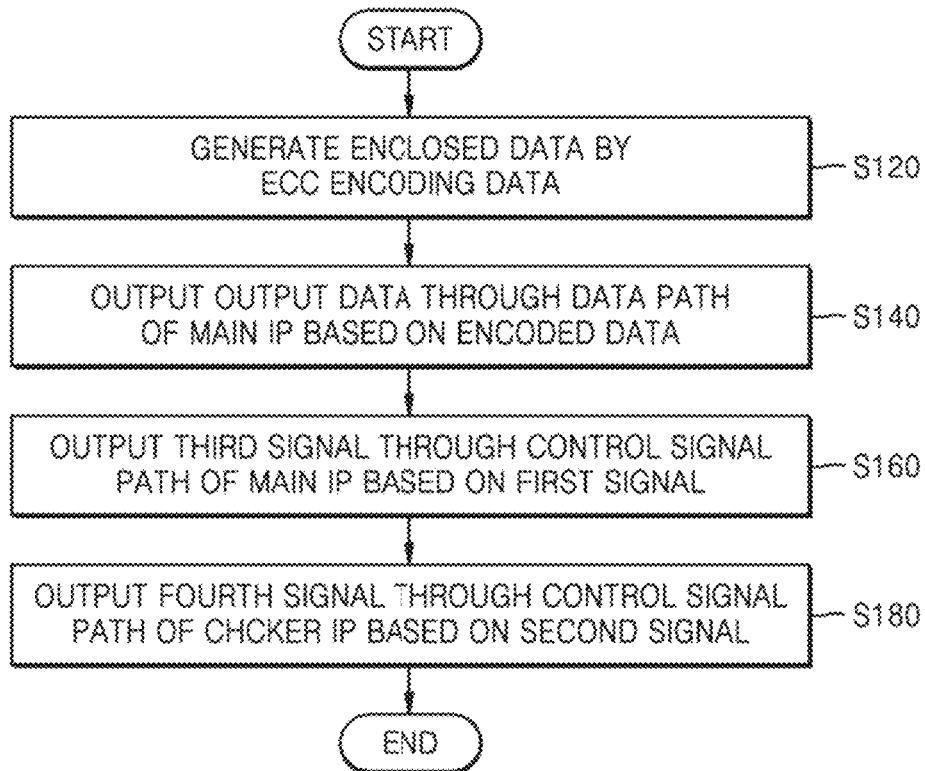 START
GENERATE ENCLOSED DATA BY
ECC ENCODING DATA
S120
OUTPUT OUTPUT DATA THROUGH DATA PATH
OF MAIN IP BASED ON ENCODED DATA
S140
OUTPUT THIRD SIGNAL THROUGH CONTROL SIGNAL
PATH OF MAIN IP BASED ON FIRST SIGNAL
S160
OUTPUT FOURTH SIGNAL THROUGH CONTROL SIGNAL
PATH OF CHCKER IP BASED ON SECOND SIGNAL
S180
END